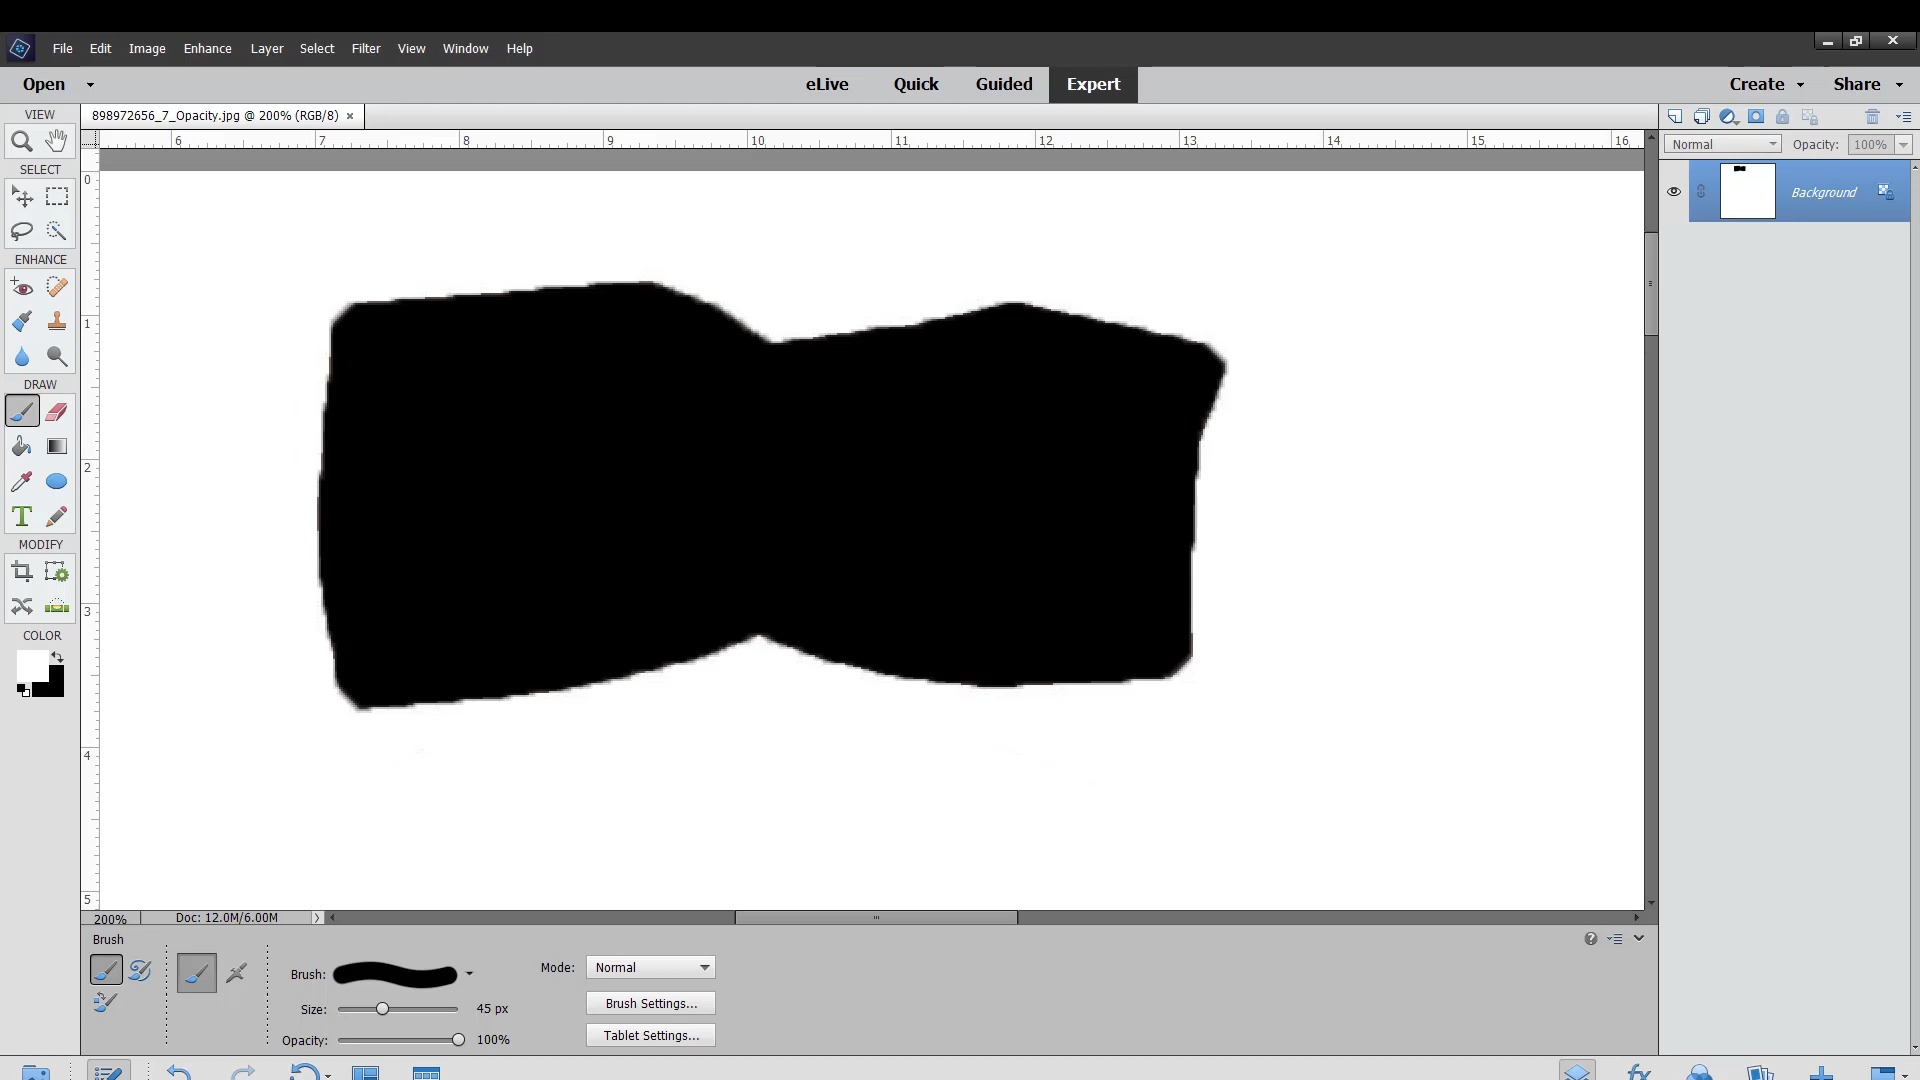 File Edit Image Enhance Layer Select Filter View Window Help
Open eLive Quick Guided Expert Create Share
VIEW 898972656_7_Opacity.jpg @ 200% (RGB/8) ×
6 7 8 9 10 11 12 13 14 15 16
Normal Opacity: 100%
SELECT
0
Background
ENHANCE
1
DRAW
2
T
MODIFY
3
COLOR
4
5
200% Doc: 12.0M/6.00M
Brush
Brush: Mode: Normal
Size: 45 px Brush Settings...
Opacity: 100% Tablet Settings...
fx